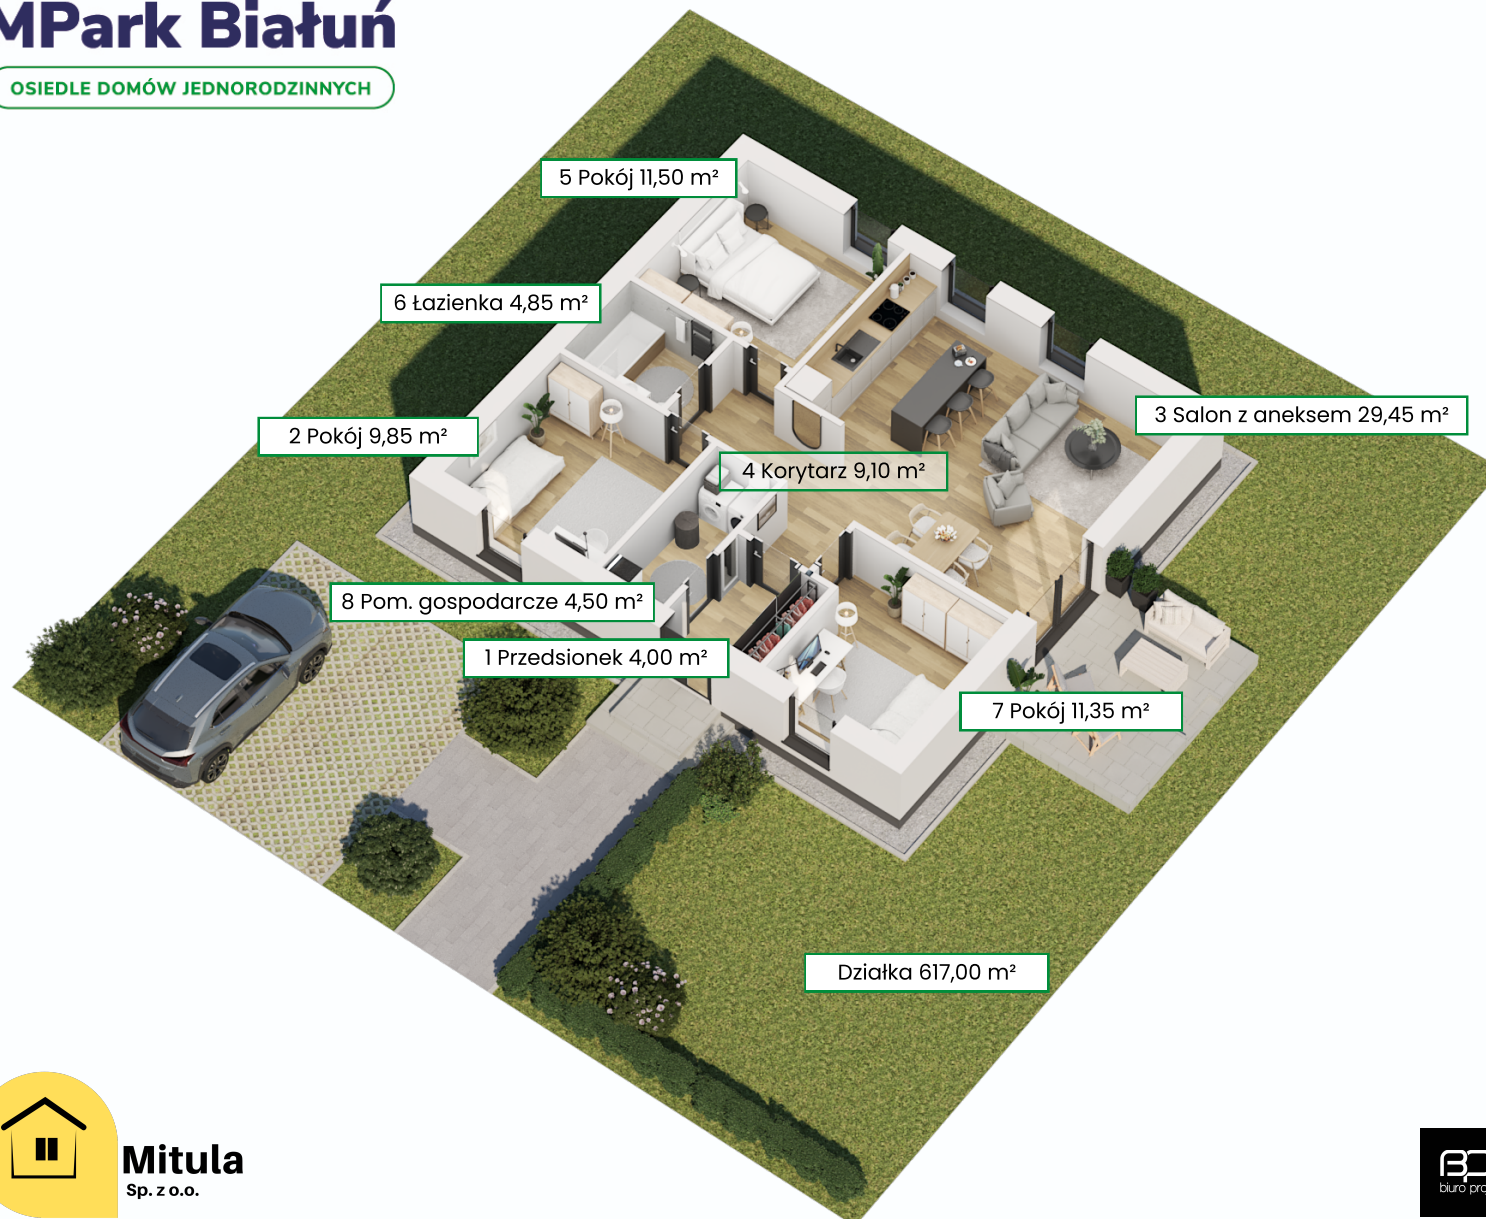 MPark Białuń
OSIEDLE DOMÓW JEDNORODZINNYCH
5 Pokój 11,50 m²
6 Łazienka 4,85 m²
2 Pokój 9,85 m²
3 Salon z aneksem 29,45 m²
4 Korytarz 9,10 m²
8 Pom. gospodarcze 4,50 m²
1 Przedsionek 4,00 m²
7 Pokój 11,35 m²
Działka 617,00 m²
Mitula
Sp. z o.o.
biuro